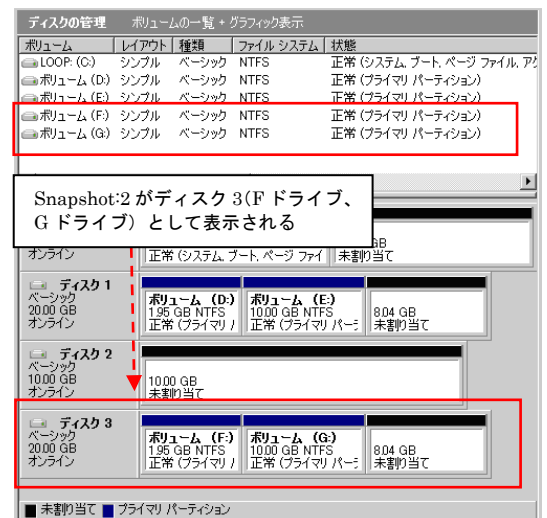 ディスクの管理 ボリュームの一覧 + グラフィック表示
ボリューム レイアウト 種類 ファイル システム 状態
LOOP: (C:) シンプル ベーシック NTFS 正常 (システム, ブート, ページ ファイル, アク
ボリューム (D:) シンプル ベーシック NTFS 正常 (プライマリ パーティション)
ボリューム (E:) シンプル ベーシック NTFS 正常 (プライマリ パーティション)
ボリューム (F:) シンプル ベーシック NTFS 正常 (プライマリ パーティション)
ボリューム (G:) シンプル ベーシック NTFS 正常 (プライマリ パーティション)
Snapshot:2 がディスク 3(F ドライブ、
G ドライブ) として表示される
GB
オンライン 正常 (システム, ブート, ページ ファイ 未割り当て
ディスク 1
ベーシック ボリューム (D:) ボリューム (E:)
20.00 GB 1.95 GB NTFS 10.00 GB NTFS 8.04 GB
オンライン 正常 (プライマリ / 正常 (プライマリ パーテ 未割り当て
ディスク 2
ベーシック
10.00 GB 10.00 GB
オンライン 未割り当て
ディスク 3
ベーシック ボリューム (F:) ボリューム (G:)
20.00 GB 1.95 GB NTFS 10.00 GB NTFS 8.04 GB
オンライン 正常 (プライマリ / 正常 (プライマリ パーテ 未割り当て
未割り当て プライマリ パーティション